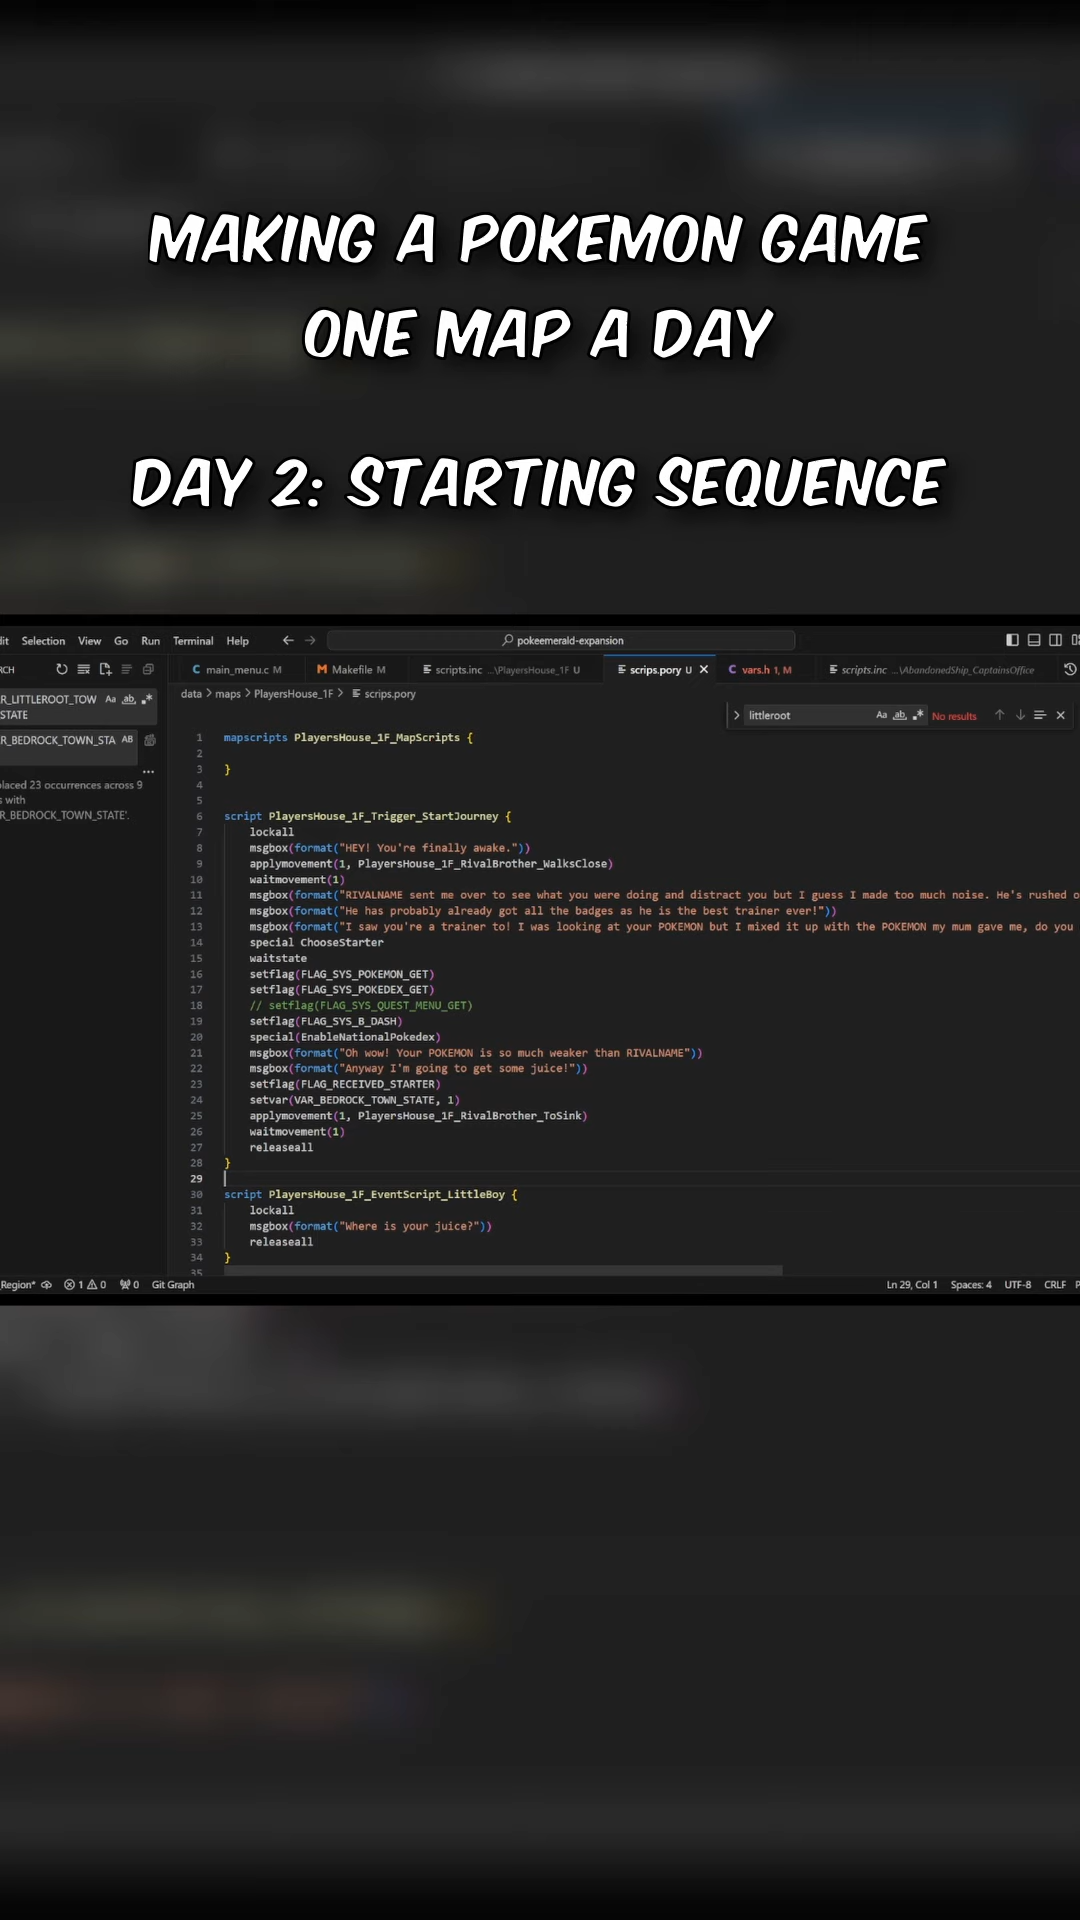 MAKING A POKEMON GAME
ONE MAP A DAY
DAY 2: STARTING SEQUENCE
dit Selection View Go Run Terminal Help pokeemerald-expansion
RCH main_menu.c M Makefile M scripts.inc ...\PlayersHouse_1F U scrips.pory U vars.h 1, M scripts.inc ...\AbandonedShip_CaptainsOffice
R_LITTLEROOT_TOW Aa ab
STATE
R_BEDROCK_TOWN_STA AB
...
laced 23 occurrences across 9
s with
R_BEDROCK_TOWN_STATE'.
data > maps > PlayersHouse_1F > scrips.pory
littleroot Aa ab No results
1 mapscripts PlayersHouse_1F_MapScripts {
2
3 }
4
5
6 script PlayersHouse_1F_Trigger_StartJourney {
7 lockall
8 msgbox(format("HEY! You're finally awake."))
9 applymovement(1, PlayersHouse_1F_RivalBrother_WalksClose)
10 waitmovement(1)
11 msgbox(format("RIVALNAME sent me over to see what you were doing and distract you but I guess I made too much noise. He's rushed o
12 msgbox(format("He has probably already got all the badges as he is the best trainer ever!"))
13 msgbox(format("I saw you're a trainer to! I was looking at your POKEMON but I mixed it up with the POKEMON my mum gave me, do you
14 special ChooseStarter
15 waitstate
16 setflag(FLAG_SYS_POKEMON_GET)
17 setflag(FLAG_SYS_POKEDEX_GET)
18 // setflag(FLAG_SYS_QUEST_MENU_GET)
19 setflag(FLAG_SYS_B_DASH)
20 special(EnableNationalPokedex)
21 msgbox(format("Oh wow! Your POKEMON is so much weaker than RIVALNAME"))
22 msgbox(format("Anyway I'm going to get some juice!"))
23 setflag(FLAG_RECEIVED_STARTER)
24 setvar(VAR_BEDROCK_TOWN_STATE, 1)
25 applymovement(1, PlayersHouse_1F_RivalBrother_ToSink)
26 waitmovement(1)
27 releaseall
28 }
29
30 script PlayersHouse_1F_EventScript_LittleBoy {
31 lockall
32 msgbox(format("Where is your juice?"))
33 releaseall
34 }
35
Region* 1 0 0 Git Graph Ln 29, Col 1 Spaces: 4 UTF-8 CRLF P